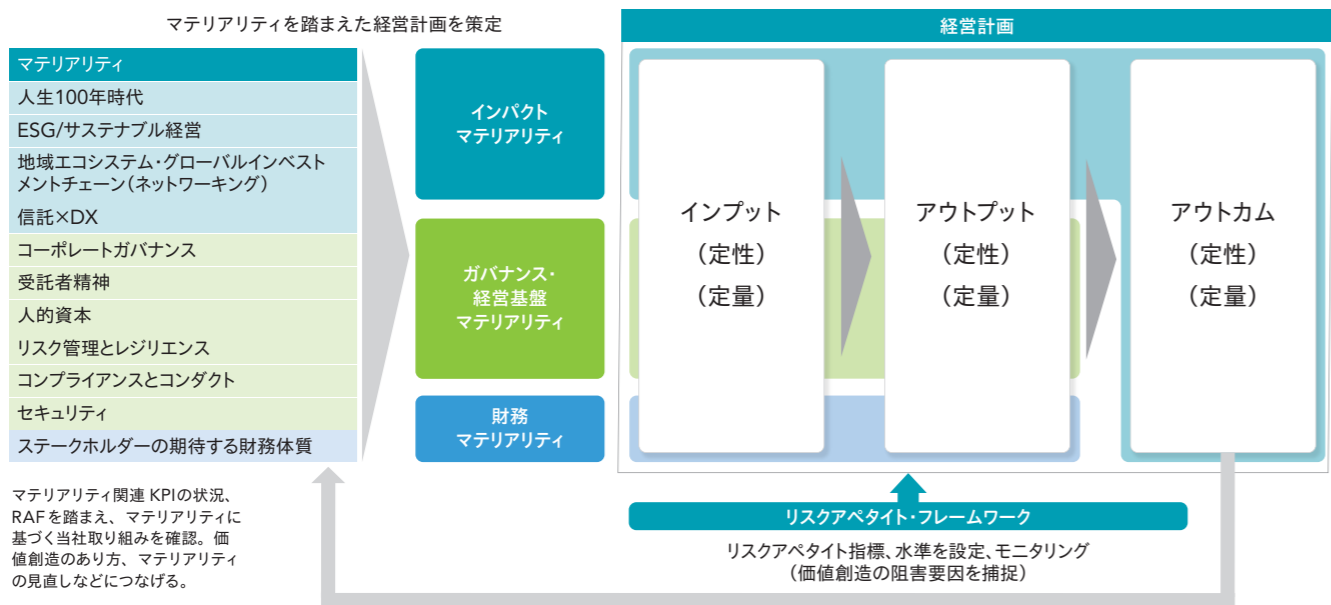 マテリアリティを踏まえた経営計画を策定
マテリアリティ
人生100年時代
ESG/サステナブル経営
地域エコシステム・グローバルインベスト
メントチェーン（ネットワーキング）
信託×DX
コーポレートガバナンス
受託者精神
人的資本
リスク管理とレジリエンス
コンプライアンスとコンダクト
セキュリティ
ステークホルダーの期待する財務体質
インパクト
マテリアリティ
ガバナンス・
経営基盤
マテリアリティ
財務
マテリアリティ
経営計画
インプット
（定性）
（定量）
アウトプット
（定性）
（定量）
アウトカム
（定性）
（定量）
リスクアペタイト・フレームワーク
リスクアペタイト指標、水準を設定、モニタリング
（価値創造の阻害要因を捕捉）
マテリアリティ関連 KPIの状況、
RAFを踏まえ、マテリアリティに
基づく当社取り組みを確認。価
値創造のあり方、マテリアリティ
の見直しなどにつなげる。